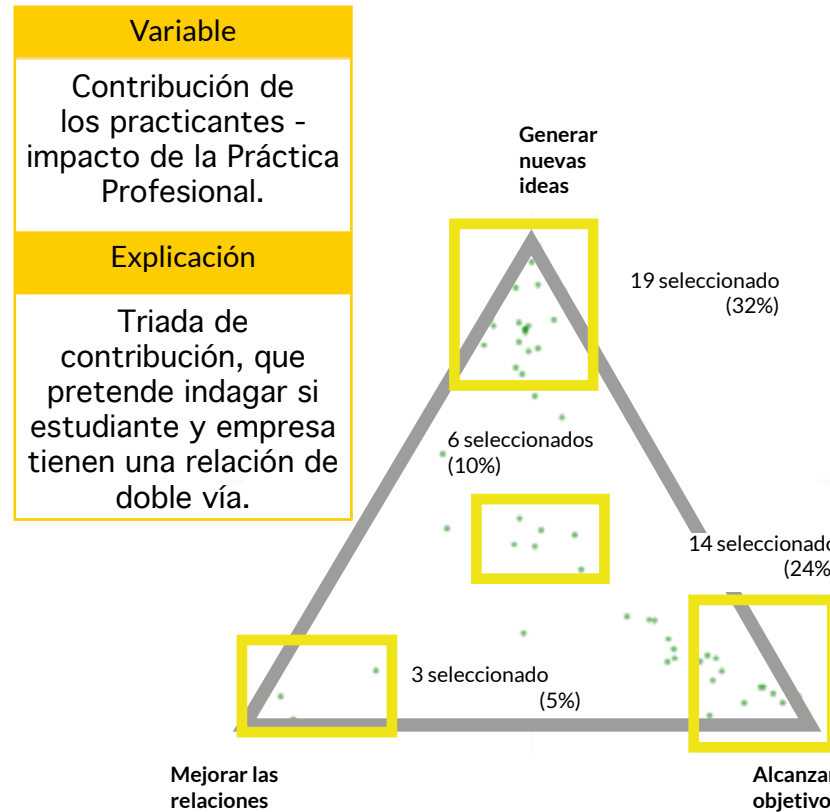 Variable
Contribución de
los practicantes -
impacto de la Práctica
Profesional.
Explicación
Triada de
contribución, que
pretende indagar si
estudiante y empresa
tienen una relación de
doble vía.
Generar
nuevas
ideas
19 seleccionado
(32%)
6 seleccionados
(10%)
14 seleccionado
(24%
3 seleccionado
(5%)
Mejorar las
relaciones
Alcanzar
objetivo